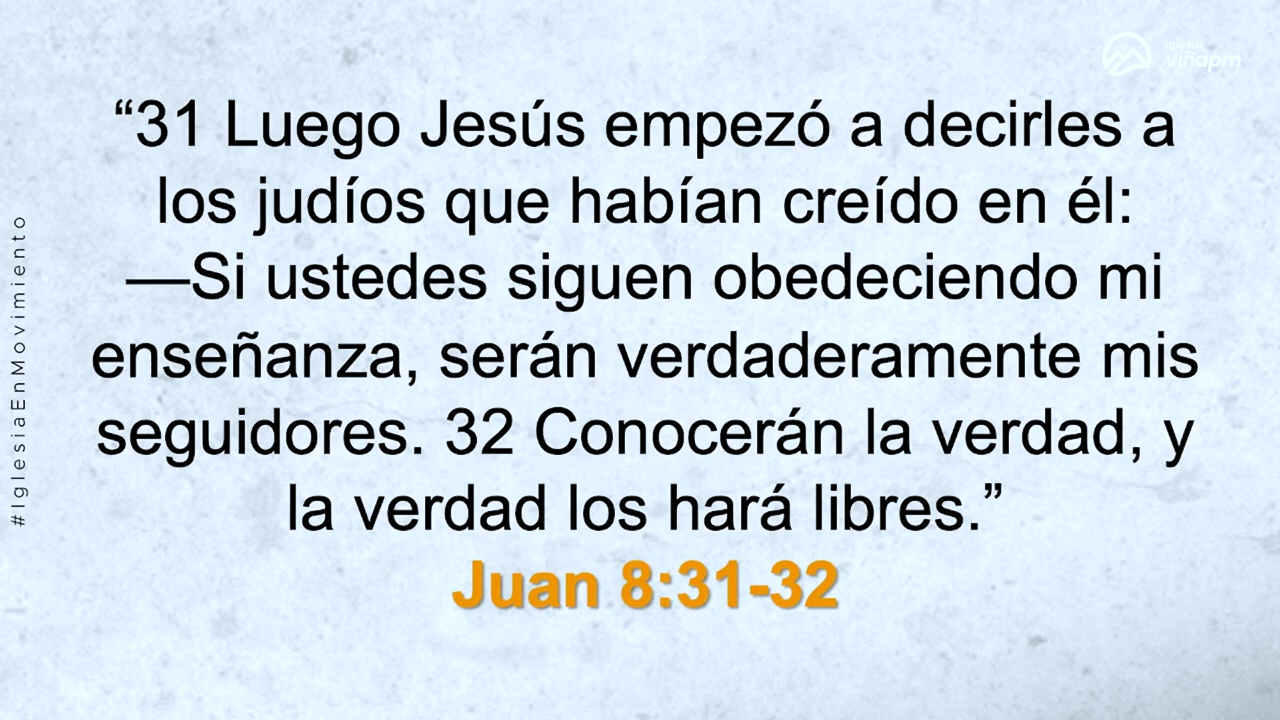 Iglesia
viñapm
“31 Luego Jesús empezó a decirles a
los judíos que habían creído en él:
—Si ustedes siguen obedeciendo mi
enseñanza, serán verdaderamente mis
seguidores. 32 Conocerán la verdad, y
la verdad los hará libres.”
Juan 8:31-32
#IglesiaEnMovimiento